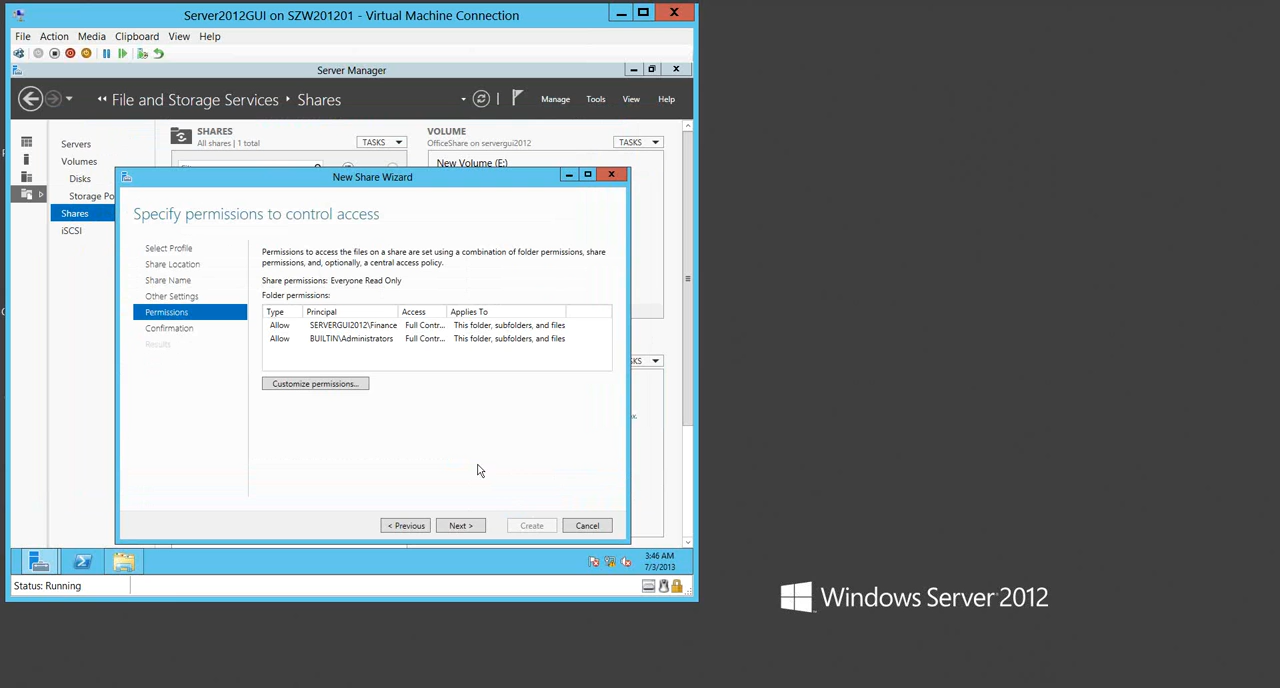 Server2012GUI on SZW201201 - Virtual Machine Connection
File Action Media Clipboard View Help
Server Manager
File and Storage Services Shares
Manage Tools View Help
Servers
Volumes
Disks
Storage Po
Shares
iSCSI
SHARES
All shares | 1 total
TASKS
VOLUME
OfficeShare on servergui2012
TASKS
New Volume (E:)
New Share Wizard
Specify permissions to control access
Select Profile
Share Location
Share Name
Other Settings
Permissions
Confirmation
Results
Permissions to access the files on a share are set using a combination of folder permissions, share
permissions, and, optionally, a central access policy.
Share permissions: Everyone Read Only
Folder permissions:
Type Principal Access Applies To
Allow SERVERGUI2012\Finance Full Contr... This folder, subfolders, and files
Allow BUILTIN\Administrators Full Contr... This folder, subfolders, and files
Customize permissions...
< Previous Next > Create Cancel
3:46 AM
7/3/2013
Status: Running
Windows Server 2012